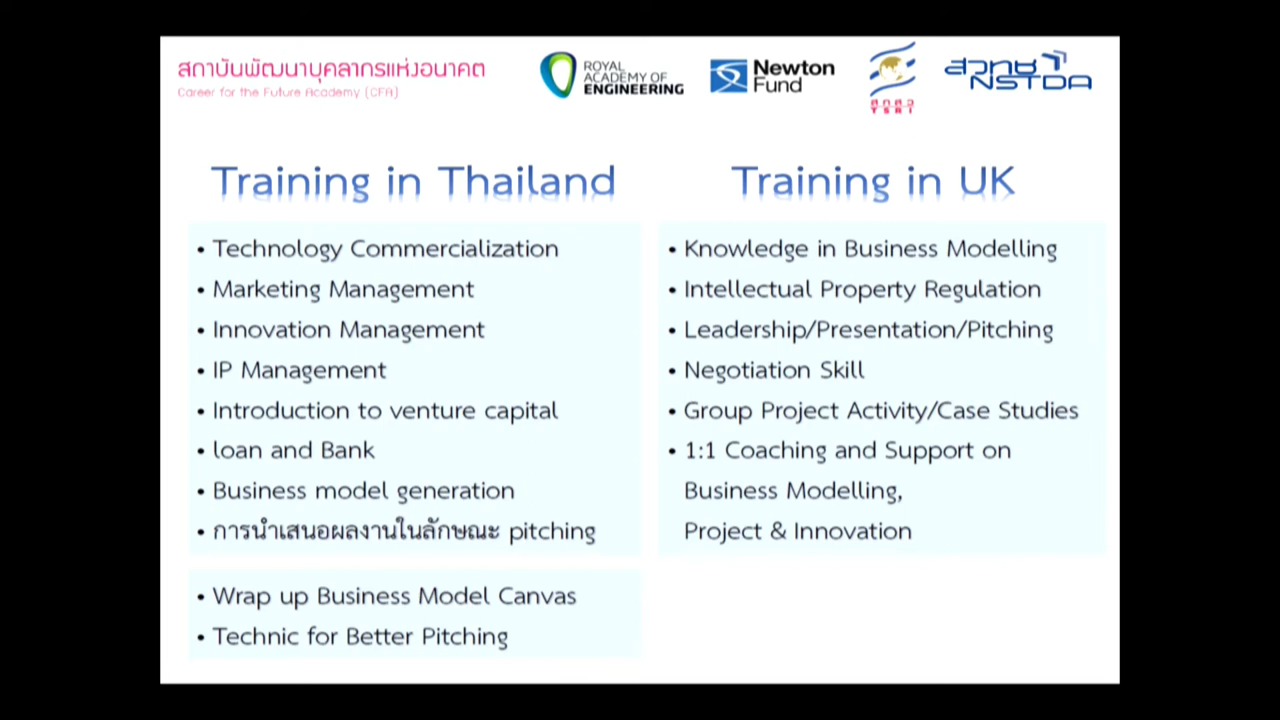 สถาบันพัฒนาบุคลากรแห่งอนาคต
Career for the Future Academy (CFA)
ROYAL
ACADEMY OF
ENGINEERING
Newton
Fund
สกสว
TSRI
สวทช
NSTDA
Training in Thailand
• Technology Commercialization
• Marketing Management
• Innovation Management
• IP Management
• Introduction to venture capital
• loan and Bank
• Business model generation
• การนำเสนอผลงานในลักษณะ pitching
• Wrap up Business Model Canvas
• Technic for Better Pitching
Training in UK
• Knowledge in Business Modelling
• Intellectual Property Regulation
• Leadership/Presentation/Pitching
• Negotiation Skill
• Group Project Activity/Case Studies
• 1:1 Coaching and Support on
Business Modelling,
Project & Innovation